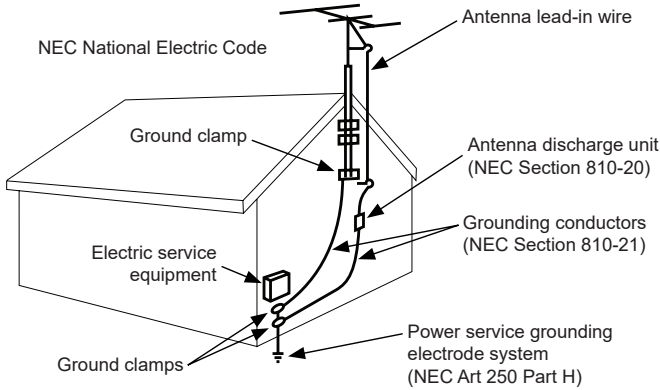 Antenna lead-in wire
NEC National Electric Code
Ground clamp
Antenna discharge unit
(NEC Section 810-20)
Grounding conductors
(NEC Section 810-21)
Electric service
equipment
Ground clamps
Power service grounding
electrode system
(NEC Art 250 Part H)